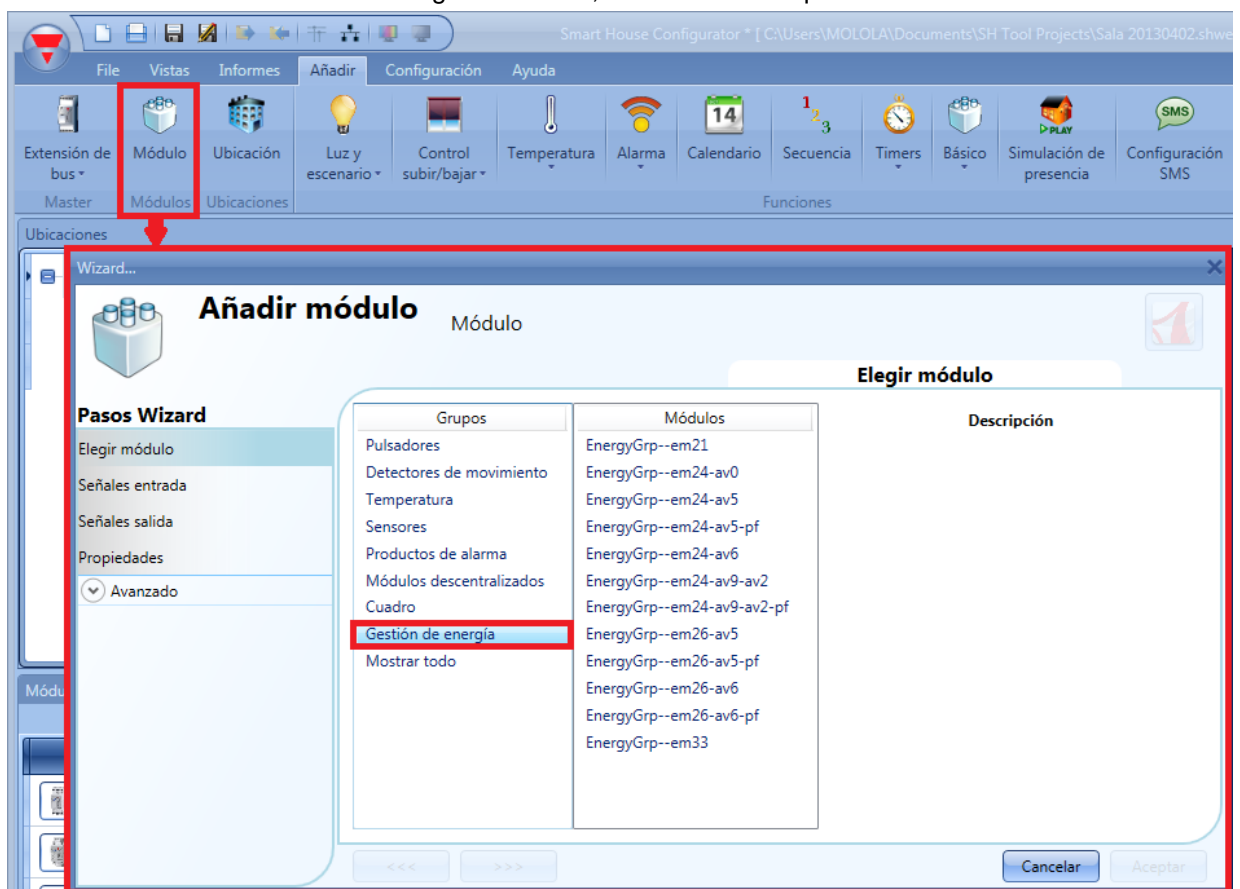 Smart House Configurator * [ C:\Users\MOLOLA\Documents\SH Tool Projects\Sala 20130402.shwe
File Vistas Informes Añadir Configuración Ayuda
14 1 2 3 PLAY SMS
Extensión de bus Módulo Ubicación Luz y escenario Control subir/bajar Temperatura Alarma Calendario Secuencia Timers Básico Simulación de presencia Configuración SMS
Master Módulos Ubicaciones Funciones
Ubicaciones
Wizard...
Añadir módulo Módulo
Elegir módulo
Pasos Wizard
Elegir módulo
Señales entrada
Señales salida
Propiedades
Avanzado
Grupos
Pulsadores
Detectores de movimiento
Temperatura
Sensores
Productos de alarma
Módulos descentralizados
Cuadro
Gestión de energía
Mostrar todo
Módulos
EnergyGrp--em21
EnergyGrp--em24-av0
EnergyGrp--em24-av5
EnergyGrp--em24-av5-pf
EnergyGrp--em24-av6
EnergyGrp--em24-av9-av2
EnergyGrp--em24-av9-av2-pf
EnergyGrp--em26-av5
EnergyGrp--em26-av5-pf
EnergyGrp--em26-av6
EnergyGrp--em26-av6-pf
EnergyGrp--em33
Descripción
Módu
<<< >>> Cancelar Aceptar